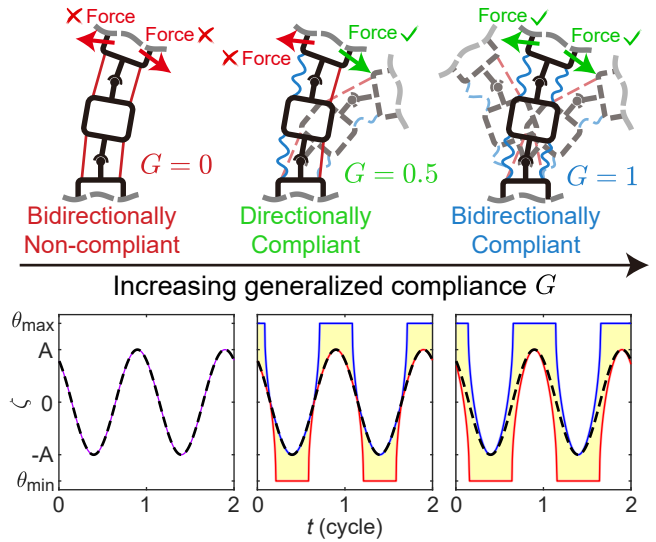 ✗ Force
Force ✗
G = 0
Bidirectionally
Non-compliant
✗ Force
Force ✓
G = 0.5
Directionally
Compliant
Force ✓
Force ✓
G = 1
Bidirectionally
Compliant
Increasing generalized compliance G
θmax
A
ζ 0
-A
θmin
0 1 2
0 1 2
0 1 2
t (cycle)